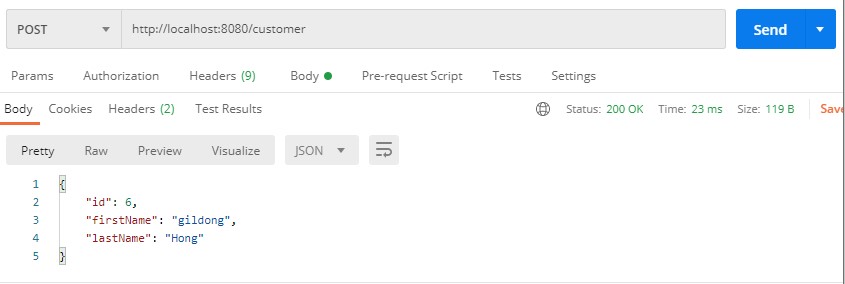 POST http://localhost:8080/customer Send
Params Authorization Headers (9) Body Pre-request Script Tests Settings
Body Cookies Headers (2) Test Results Status: 200 OK Time: 23 ms Size: 119 B Save
Pretty Raw Preview Visualize JSON
1 {
2 "id": 6,
3 "firstName": "gildong",
4 "lastName": "Hong"
5 }